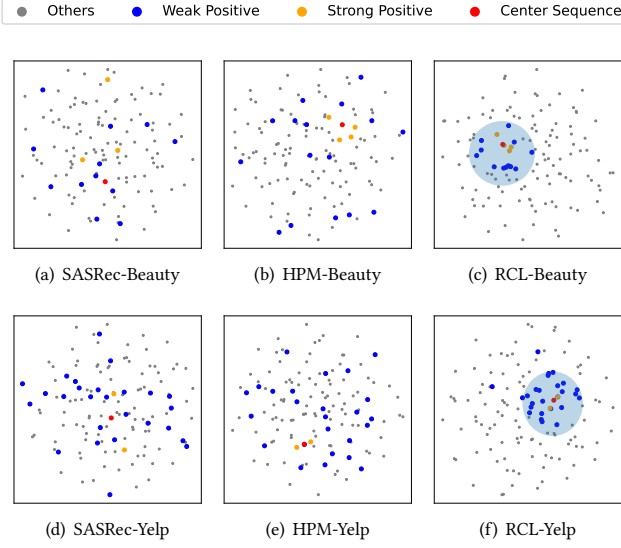 Others Weak Positive Strong Positive Center Sequence
(a) SASRec-Beauty (b) HPM-Beauty (c) RCL-Beauty
(d) SASRec-Yelp (e) HPM-Yelp (f) RCL-Yelp